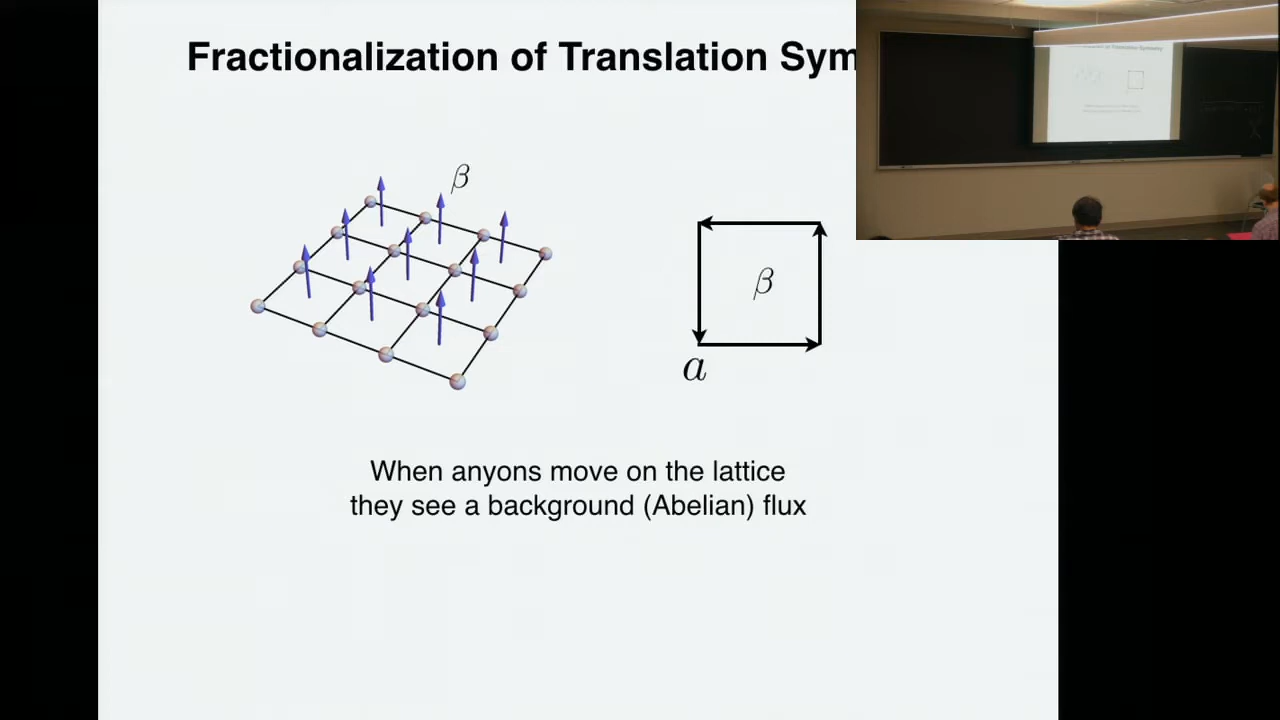 Fractionalization of Translation Sym
β
β
a
When anyons move on the lattice
they see a background (Abelian) flux